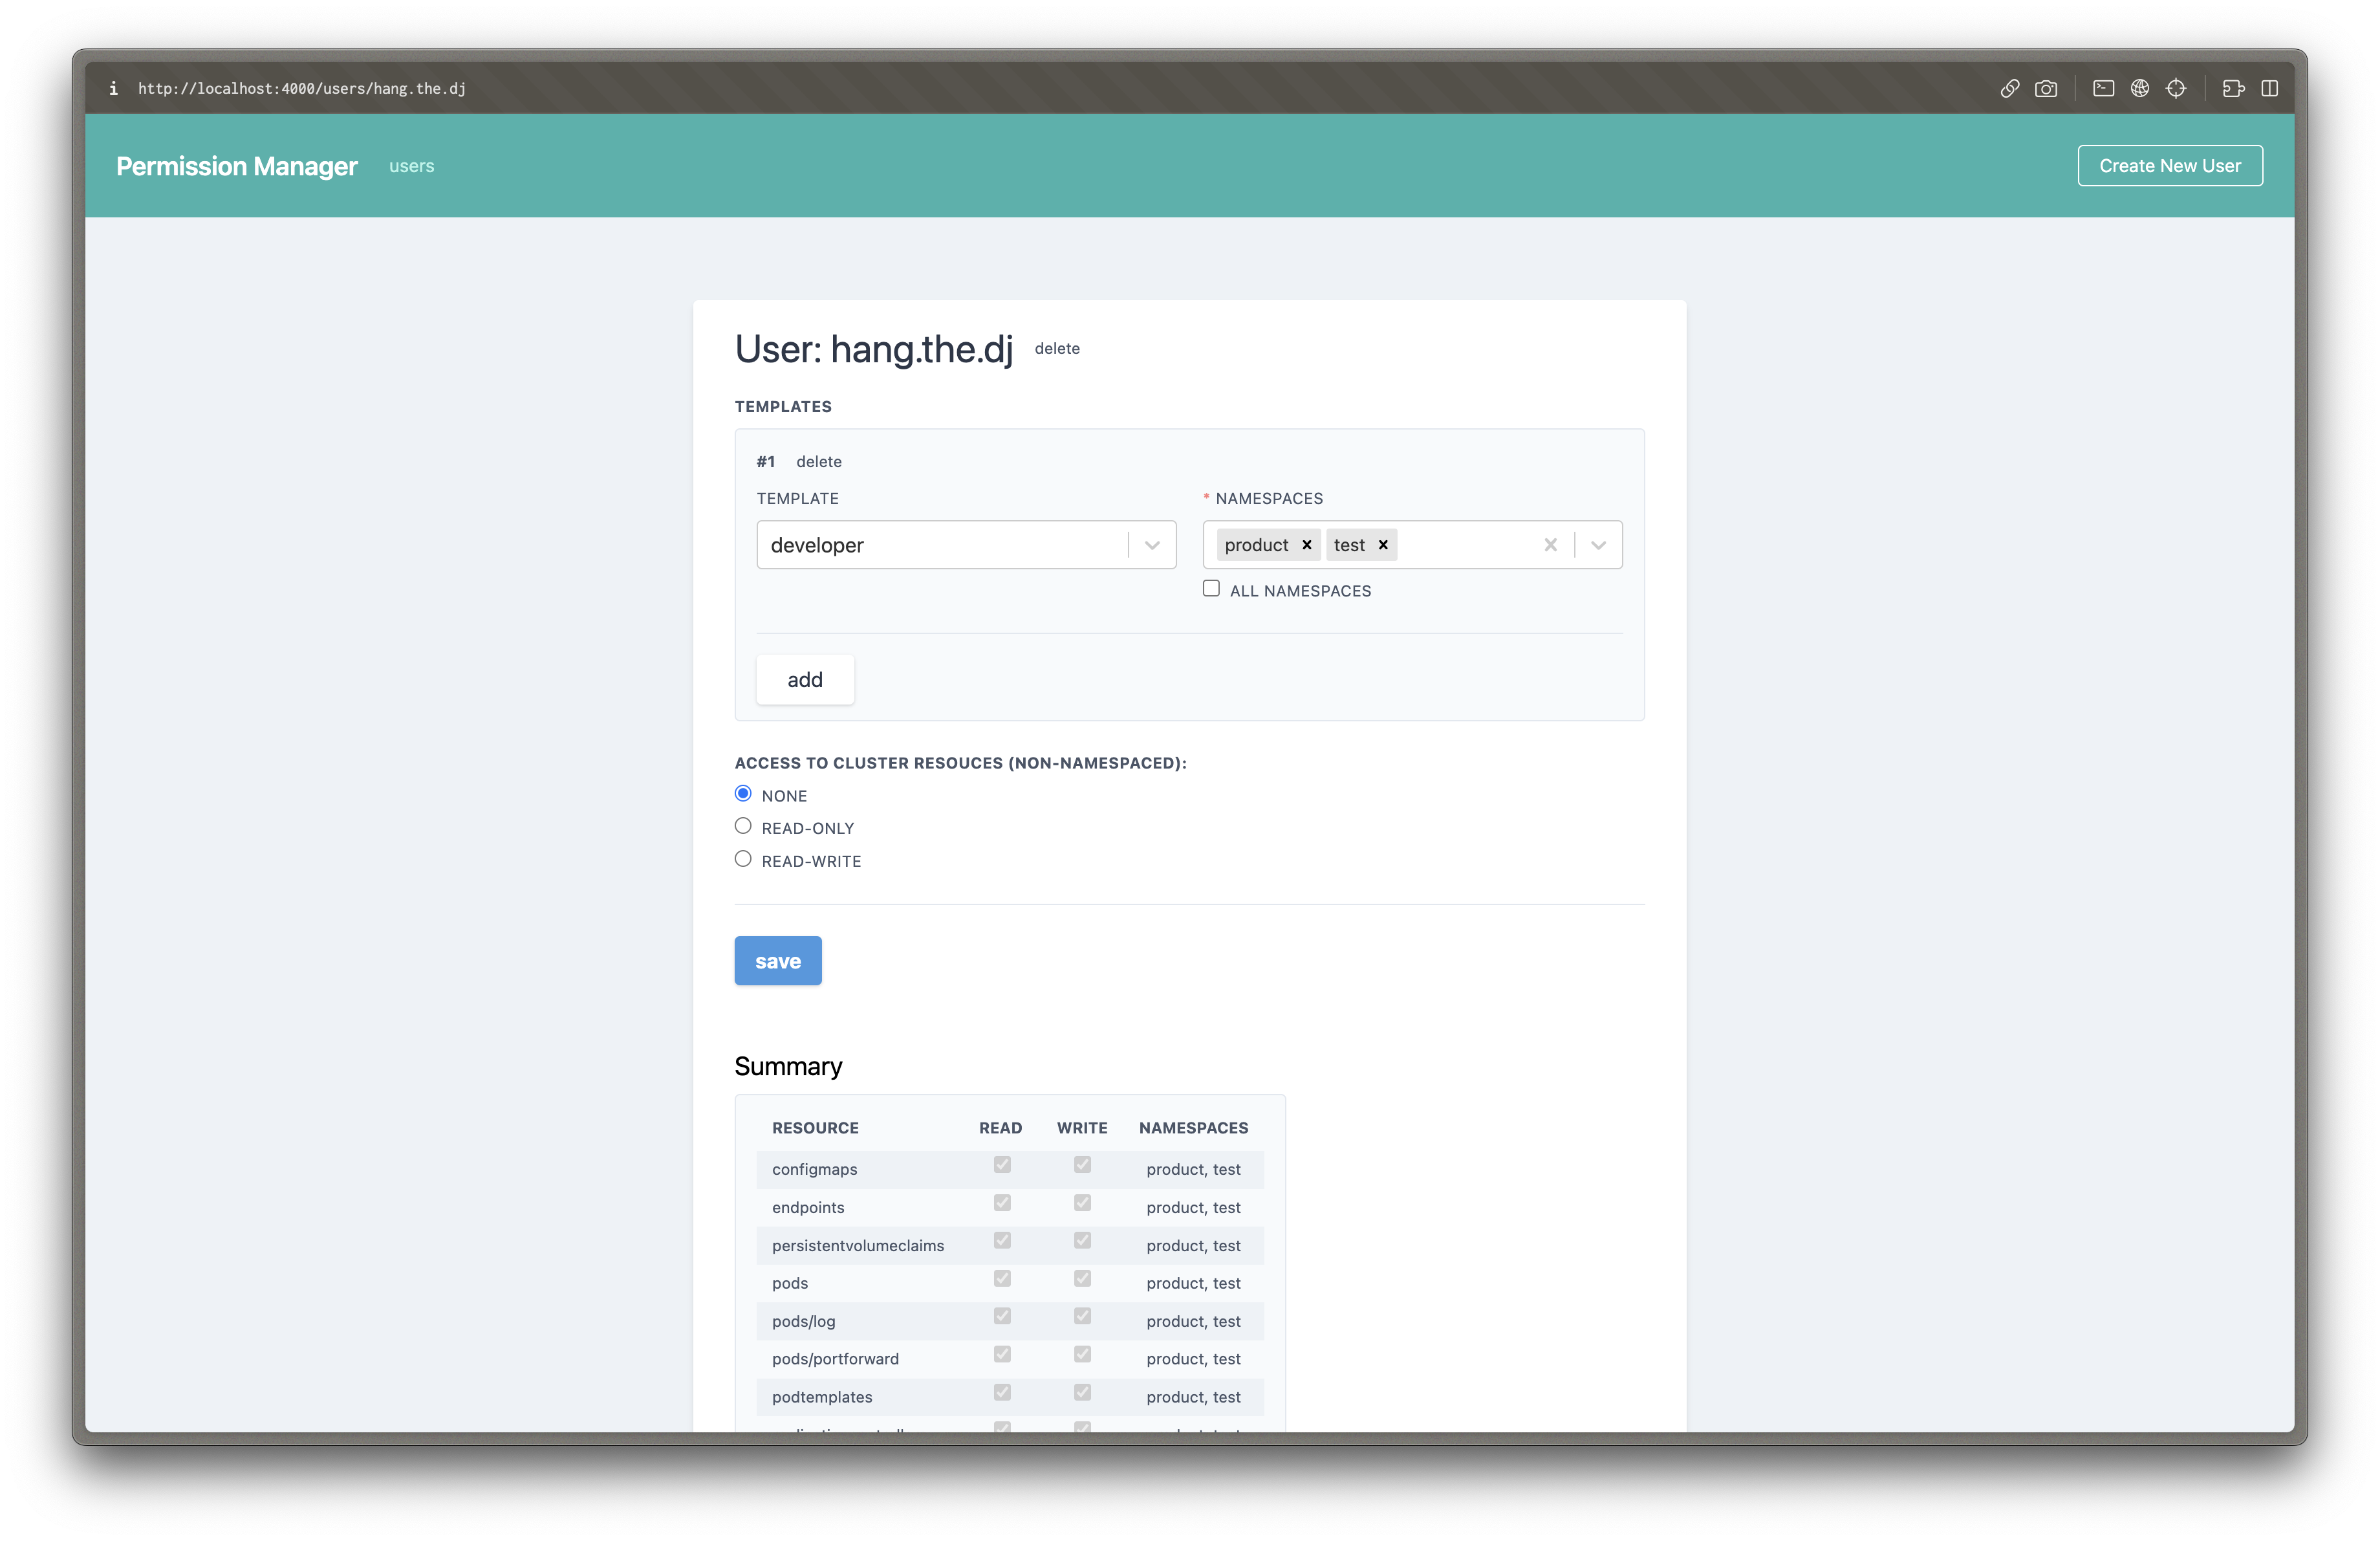 i http://localhost:4000/users/hang.the.dj
Permission Manager users Create New User
User: hang.the.dj delete
TEMPLATES
#1 delete
TEMPLATE * NAMESPACES
developer product × test ×
ALL NAMESPACES
add
ACCESS TO CLUSTER RESOUCES (NON-NAMESPACED):
NONE
READ-ONLY
READ-WRITE
save
Summary
RESOURCE READ WRITE NAMESPACES
configmaps product, test
endpoints product, test
persistentvolumeclaims product, test
pods product, test
pods/log product, test
pods/portforward product, test
podtemplates product, test